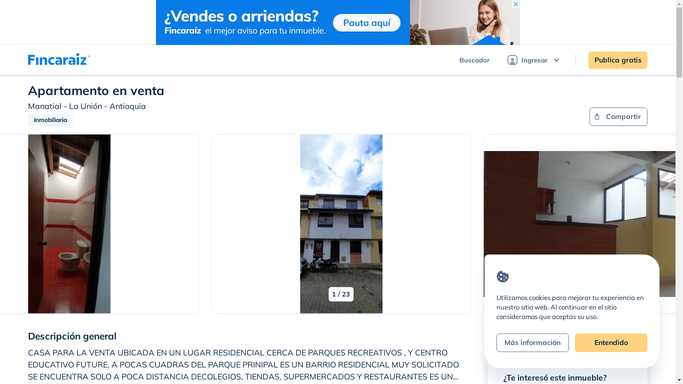 ¿Vendes o arriendas?
Fincaraíz el mejor aviso para tu inmueble.
Pauta aquí
Fincaraíz
Buscador
Ingresar
Publica gratis
Apartamento en venta
Manatial - La Unión - Antioquia
Inmobiliaria
Compartir
1 / 23
Utilizamos cookies para mejorar tu experiencia en
nuestro sitio web. Al continuar en el sitio
consideramos que aceptas su uso.
Más información
Entendido
Descripción general
CASA PARA LA VENTA UBICADA EN UN LUGAR RESIDENCIAL CERCA DE PARQUES RECREATIVOS , Y CENTRO
EDUCATIVO FUTURE, A POCAS CUADRAS DEL PARQUE PRINIPAL ES UN BARRIO RESIDENCIAL MUY SOLICITADO
SE ENCUENTRA SOLO A POCA DISTANCIA DECOLEGIOS, TIENDAS, SUPERMERCADOS Y RESTAURANTES ES UN...
¿Te interesó este inmueble?